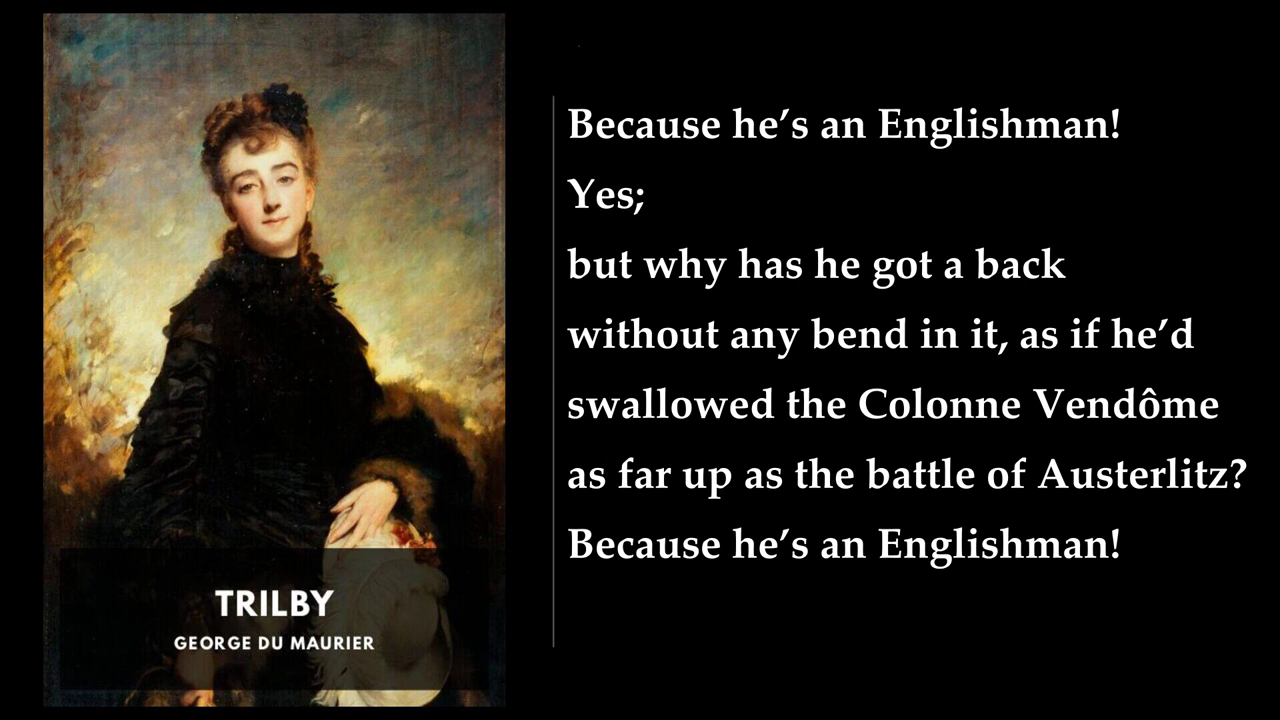 Because he’s an Englishman!
Yes;
but why has he got a back
without any bend in it, as if he’d
swallowed the Colonne Vendôme
as far up as the battle of Austerlitz?
Because he’s an Englishman!
TRILBY
GEORGE DU MAURIER